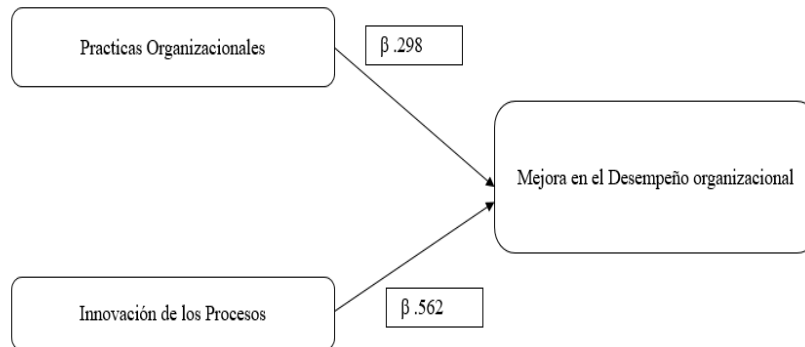 Practicas Organizacionales
β .298
Mejora en el Desempeño organizacional
Innovación de los Procesos
β .562